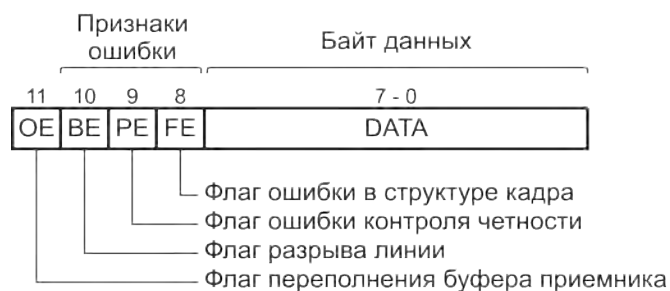 Признаки
ошибки
Байт данных
11 10 9 8 7 - 0
OE BE PE FE DATA
Флаг ошибки в структуре кадра
Флаг ошибки контроля четности
Флаг разрыва линии
Флаг переполнения буфера приемника